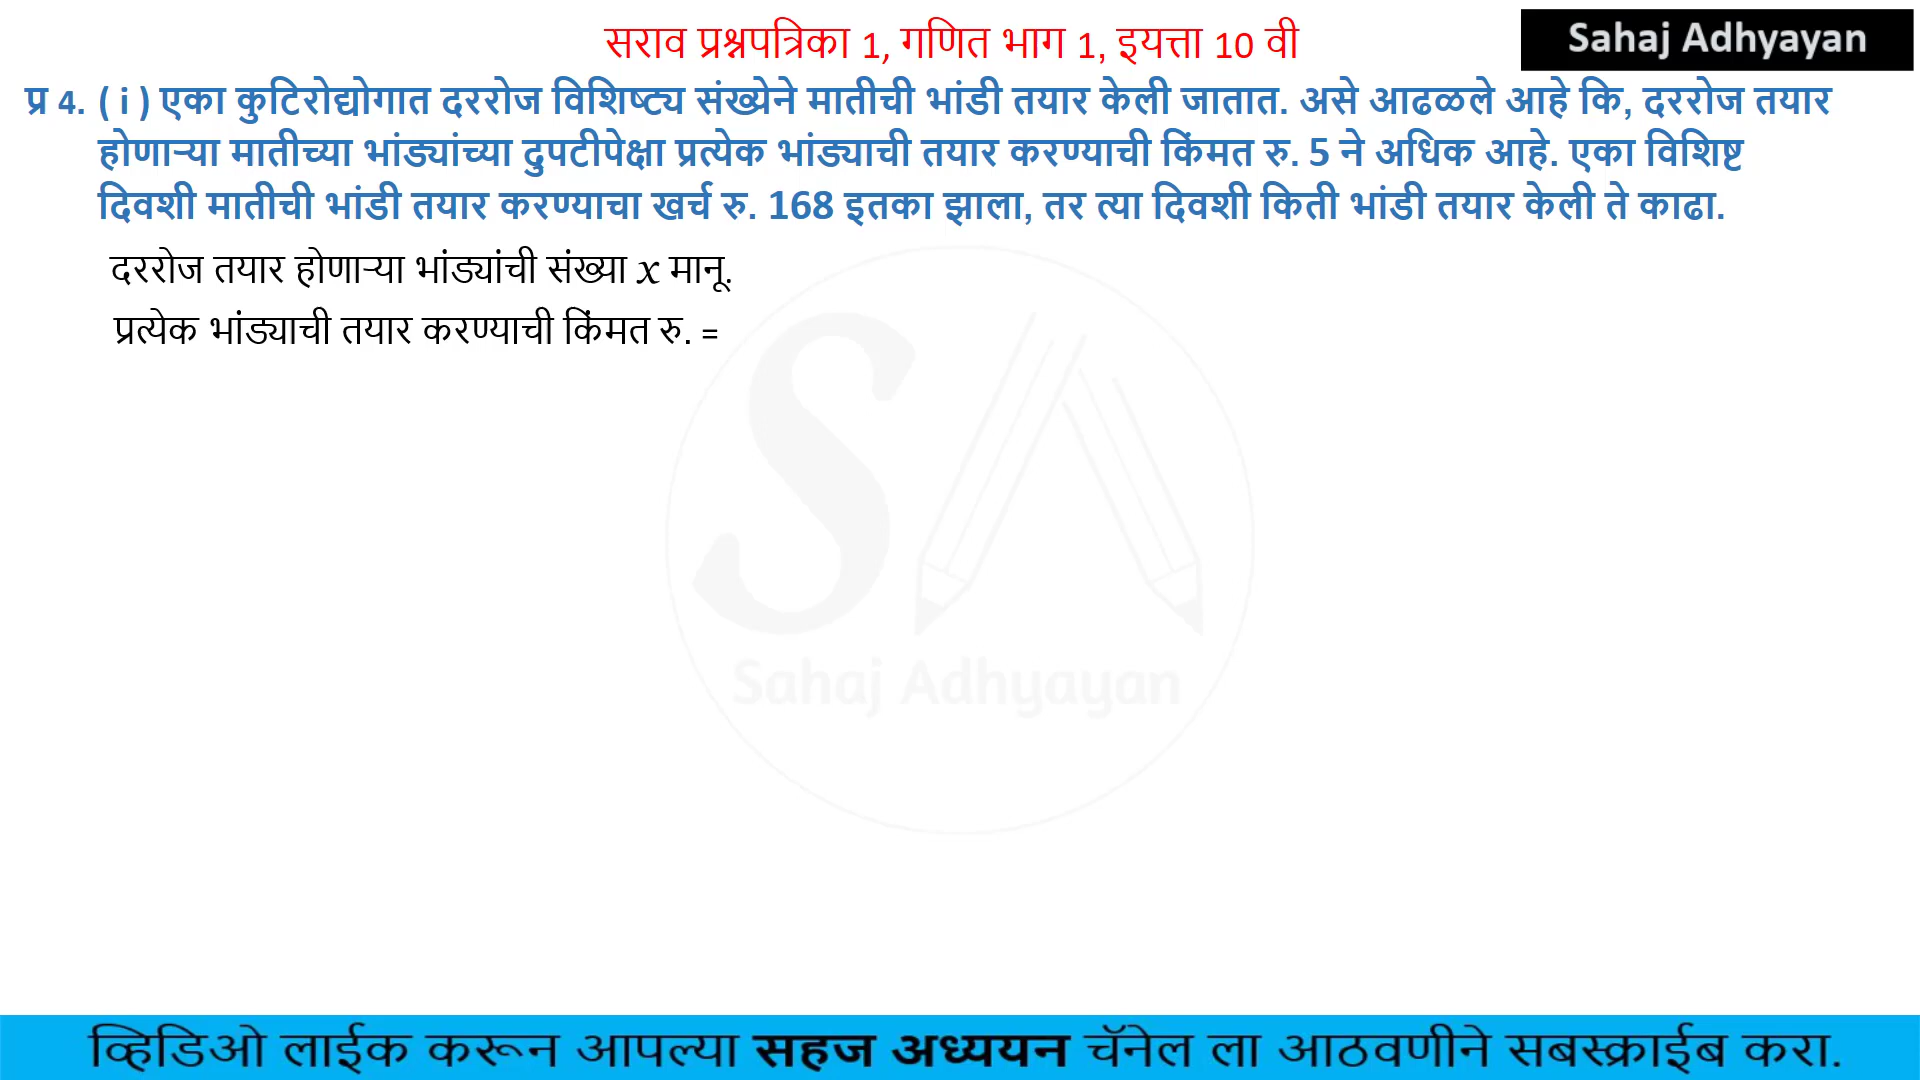 सराव प्रश्नपत्रिका 1, गणित भाग 1, इयत्ता 10 वी
Sahaj Adhyayan
प्र 4. ( i ) एका कुटिरोद्योगात दररोज विशिष्ट्य संख्येने मातीची भांडी तयार केली जातात. असे आढळले आहे कि, दररोज तयार
होणाऱ्या मातीच्या भांड्यांच्या दुपटीपेक्षा प्रत्येक भांड्याची तयार करण्याची किंमत रु. 5 ने अधिक आहे. एका विशिष्ट
दिवशी मातीची भांडी तयार करण्याचा खर्च रु. 168 इतका झाला, तर त्या दिवशी किती भांडी तयार केली ते काढा.
दररोज तयार होणाऱ्या भांड्यांची संख्या x मानू.
प्रत्येक भांड्याची तयार करण्याची किंमत रु. =
Sahaj Adhyayan
व्हिडिओ लाईक करून आपल्या सहज अध्ययन चॅनेल ला आठवणीने सबस्क्राईब करा.